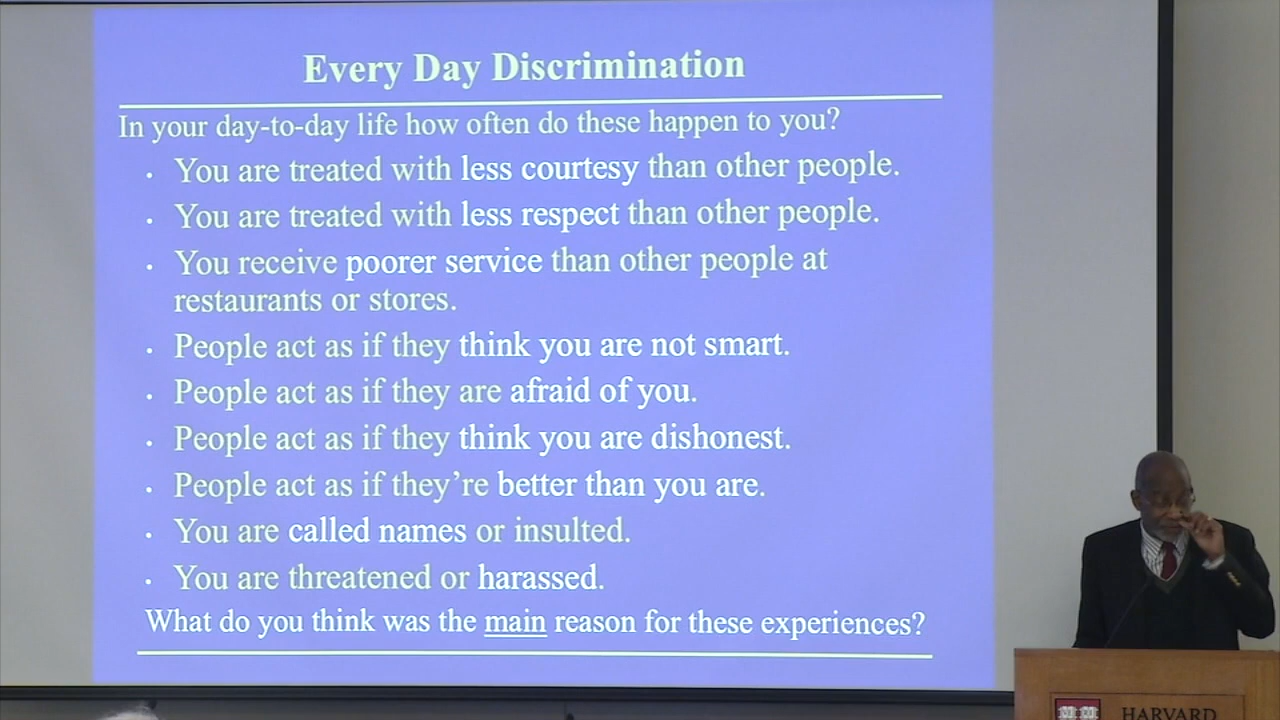 Every Day Discrimination
In your day-to-day life how often do these happen to you?
• You are treated with less courtesy than other people.
• You are treated with less respect than other people.
• You receive poorer service than other people at
restaurants or stores.
• People act as if they think you are not smart.
• People act as if they are afraid of you.
• People act as if they think you are dishonest.
• People act as if they’re better than you are.
• You are called names or insulted.
• You are threatened or harassed.
What do you think was the main reason for these experiences?
HARVARD